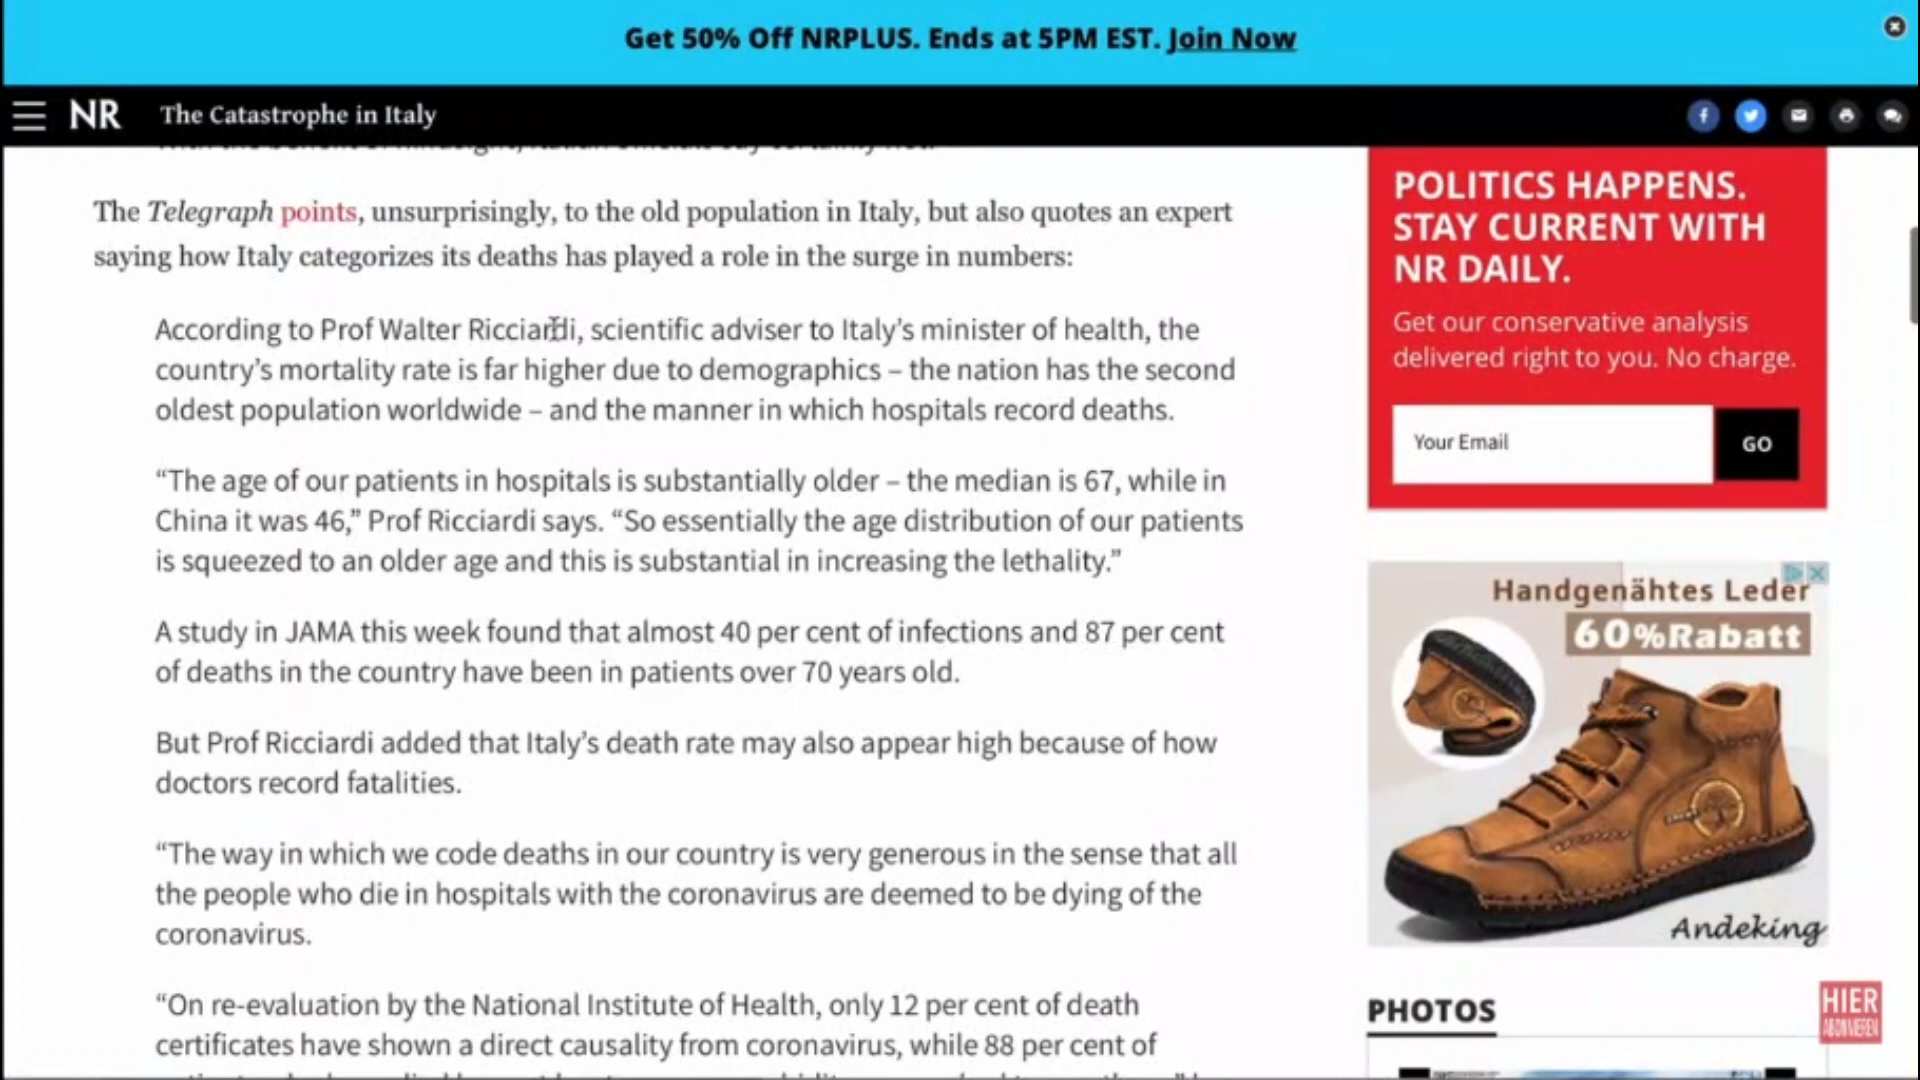 Get 50% Off NRPLUS. Ends at 5PM EST. Join Now
NR The Catastrophe in Italy
The Telegraph points, unsurprisingly, to the old population in Italy, but also quotes an expert
saying how Italy categorizes its deaths has played a role in the surge in numbers:
According to Prof Walter Ricciardi, scientific adviser to Italy’s minister of health, the
country’s mortality rate is far higher due to demographics – the nation has the second
oldest population worldwide – and the manner in which hospitals record deaths.
“The age of our patients in hospitals is substantially older – the median is 67, while in
China it was 46,” Prof Ricciardi says. “So essentially the age distribution of our patients
is squeezed to an older age and this is substantial in increasing the lethality.”
A study in JAMA this week found that almost 40 per cent of infections and 87 per cent
of deaths in the country have been in patients over 70 years old.
But Prof Ricciardi added that Italy’s death rate may also appear high because of how
doctors record fatalities.
“The way in which we code deaths in our country is very generous in the sense that all
the people who die in hospitals with the coronavirus are deemed to be dying of the
coronavirus.
“On re-evaluation by the National Institute of Health, only 12 per cent of death
certificates have shown a direct causality from coronavirus, while 88 per cent of
POLITICS HAPPENS.
STAY CURRENT WITH
NR DAILY.
Get our conservative analysis
delivered right to you. No charge.
Your Email
GO
Handgenähtes Leder
60%Rabatt
Andeking
PHOTOS
HIER
ABONNIEREN